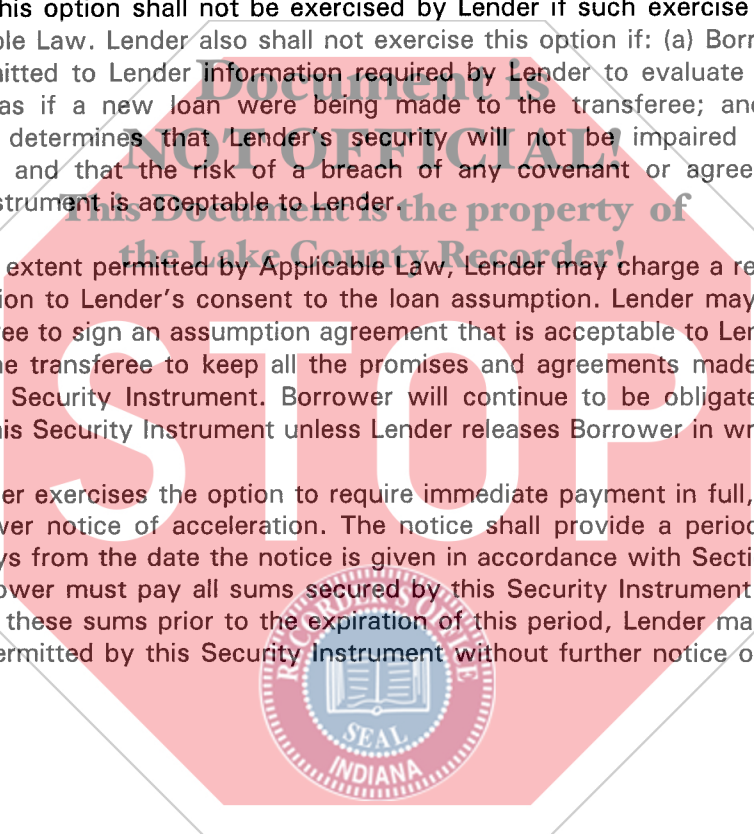 his option shall not be exercised by Lender if such exercise
ble Law. Lender also shall not exercise this option if: (a) Borr
nitted to Lender information required by Lender to evaluate
as if a new loan were being made to the transferee; and
determines that Lender's security will not be impaired
and that the risk of a breach of any covenant or agree
strument is acceptable to Lender.
Document is
NOT OFFICIAL!
This Document is the property of
the Lake County Recorder!
extent permitted by Applicable Law, Lender may charge a re
ion to Lender's consent to the loan assumption. Lender may
ree to sign an assumption agreement that is acceptable to Len
ne transferee to keep all the promises and agreements made
Security Instrument. Borrower will continue to be obligate
nis Security Instrument unless Lender releases Borrower in wr
STOP
er exercises the option to require immediate payment in full,
wer notice of acceleration. The notice shall provide a period
ys from the date the notice is given in accordance with Secti
ower must pay all sums secured by this Security Instrument
these sums prior to the expiration of this period, Lender ma
ermitted by this Security Instrument without further notice o
RECORDER'S OFFICE
SEAL
INDIANA